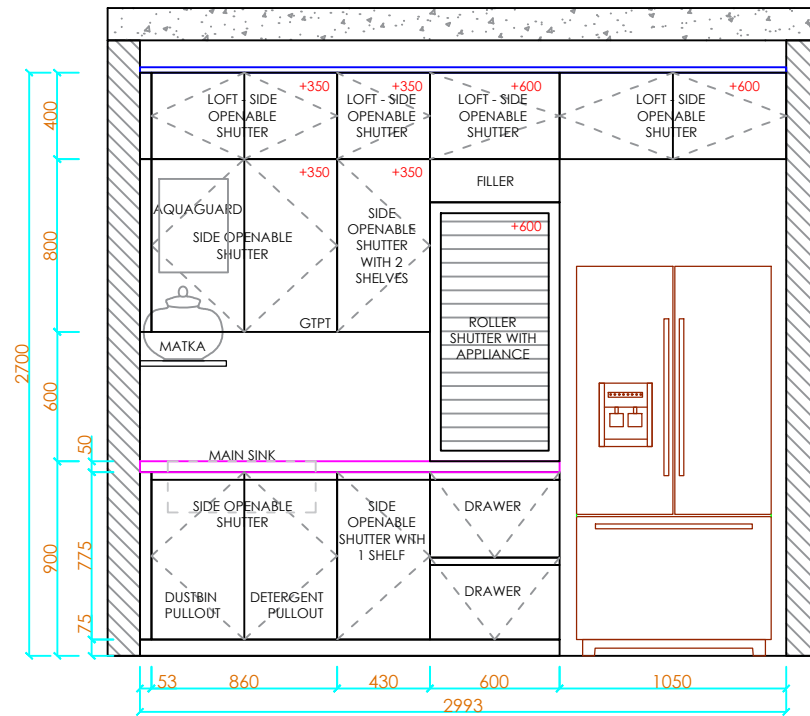 +350
+350
+600
+600
LOFT - SIDE
OPENABLE
SHUTTER
LOFT - SIDE
OPENABLE
SHUTTER
LOFT - SIDE
OPENABLE
SHUTTER
LOFT - SIDE
OPENABLE
SHUTTER
400
+350
+350
FILLER
AQUAGUARD
SIDE OPENABLE
SHUTTER
SIDE
OPENABLE
SHUTTER
WITH 2
SHELVES
+600
800
GTPT
ROLLER
SHUTTER WITH
APPLIANCE
MATKA
2700
600
50
MAIN SINK
SIDE OPENABLE
SHUTTER
SIDE
OPENABLE
SHUTTER WITH
1 SHELF
DRAWER
900
775
DUSTBIN
PULLOUT
DETERGENT
PULLOUT
DRAWER
75
53
860
430
600
1050
2993